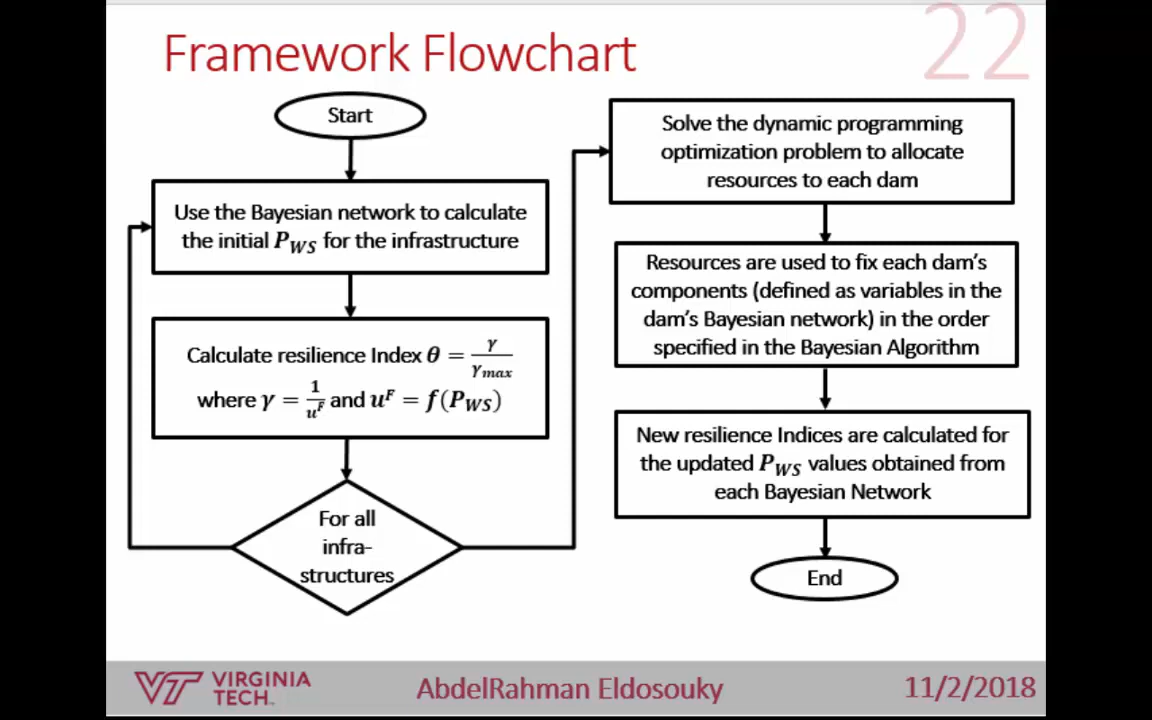 Framework Flowchart
22
Start
Use the Bayesian network to calculate
the initial P_WS for the infrastructure
Calculate resilience Index θ = γ / γ_max
where γ = 1 / u^F and u^F = f(P_WS)
For all
infra-
structures
Solve the dynamic programming
optimization problem to allocate
resources to each dam
Resources are used to fix each dam's
components (defined as variables in the
dam's Bayesian network) in the order
specified in the Bayesian Algorithm
New resilience Indices are calculated for
the updated P_WS values obtained from
each Bayesian Network
End
VT VIRGINIA
TECH
AbdelRahman Eldosouky
11/2/2018